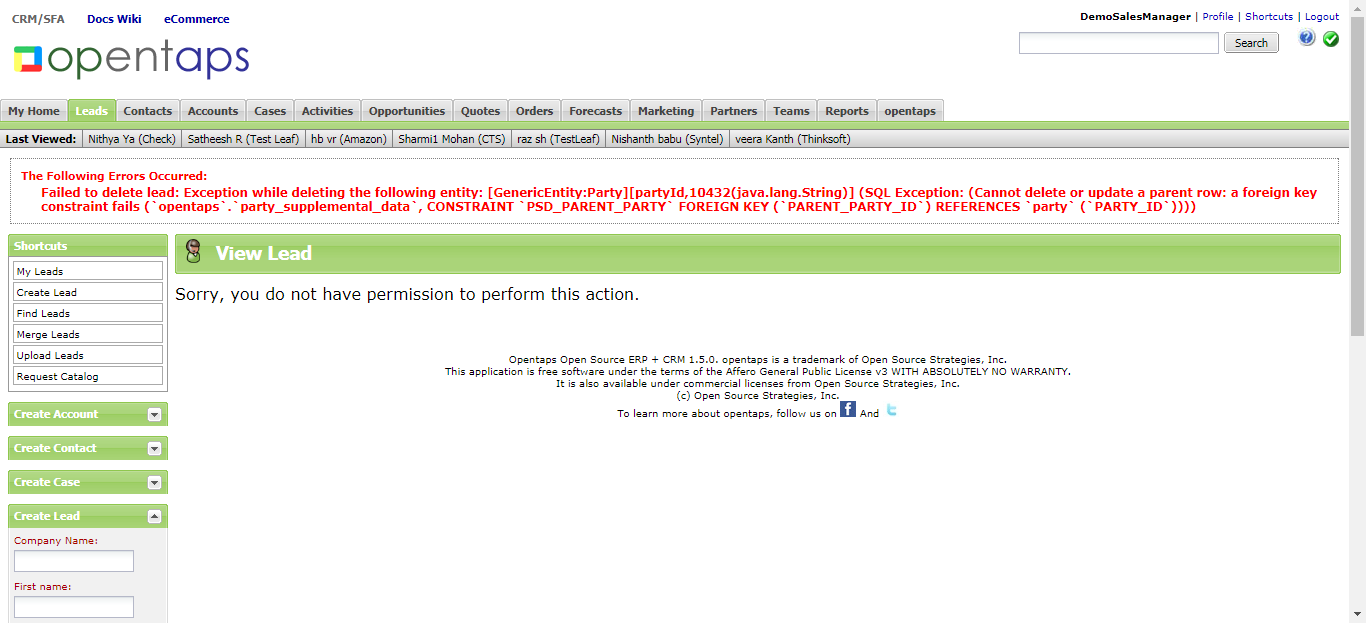 CRM/SFA Docs Wiki eCommerce
DemoSalesManager | Profile | Shortcuts | Logout
opentaps
Search
?
My Home Leads Contacts Accounts Cases Activities Opportunities Quotes Orders Forecasts Marketing Partners Teams Reports opentaps
Last Viewed: Nithya Ya (Check) Satheesh R (Test Leaf) hb vr (Amazon) Sharmi1 Mohan (CTS) raz sh (TestLeaf) Nishanth babu (Syntel) veera Kanth (Thinksoft)
The Following Errors Occurred:
Failed to delete lead: Exception while deleting the following entity: [GenericEntity:Party][partyId,10432(java.lang.String)] (SQL Exception: (Cannot delete or update a parent row: a foreign key
constraint fails (`opentaps`.`party_supplemental_data`, CONSTRAINT `PSD_PARENT_PARTY` FOREIGN KEY (`PARENT_PARTY_ID`) REFERENCES `party` (`PARTY_ID`))))
Shortcuts
My Leads
Create Lead
Find Leads
Merge Leads
Upload Leads
Request Catalog
Create Account
Create Contact
Create Case
Create Lead
Company Name:
First name:
View Lead
Sorry, you do not have permission to perform this action.
Opentaps Open Source ERP + CRM 1.5.0. opentaps is a trademark of Open Source Strategies, Inc.
This application is free software under the terms of the Affero General Public License v3 WITH ABSOLUTELY NO WARRANTY.
It is also available under commercial licenses from Open Source Strategies, Inc.
(c) Open Source Strategies, Inc.
To learn more about opentaps, follow us on f And t